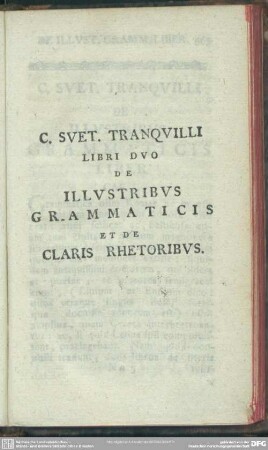 C. SVET. TRANQVILLI
LIBRI DVO
DE
ILLVSTRIBVS
GRAMMATICIS
ET DE
CLARIS RHETORIBVS.